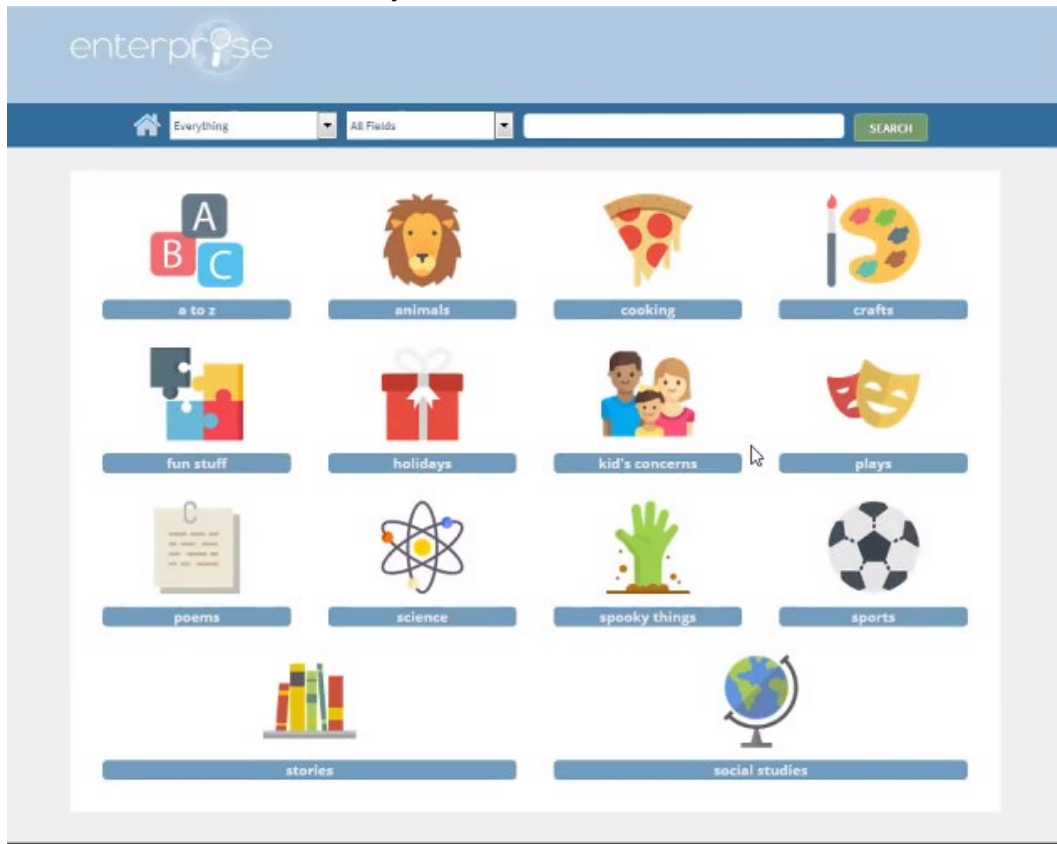 enterprise
Everything All Fields SEARCH
A
B C
a to z animals cooking crafts
fun stuff holidays kid's concerns plays
poems science spooky things sports
stories social studies